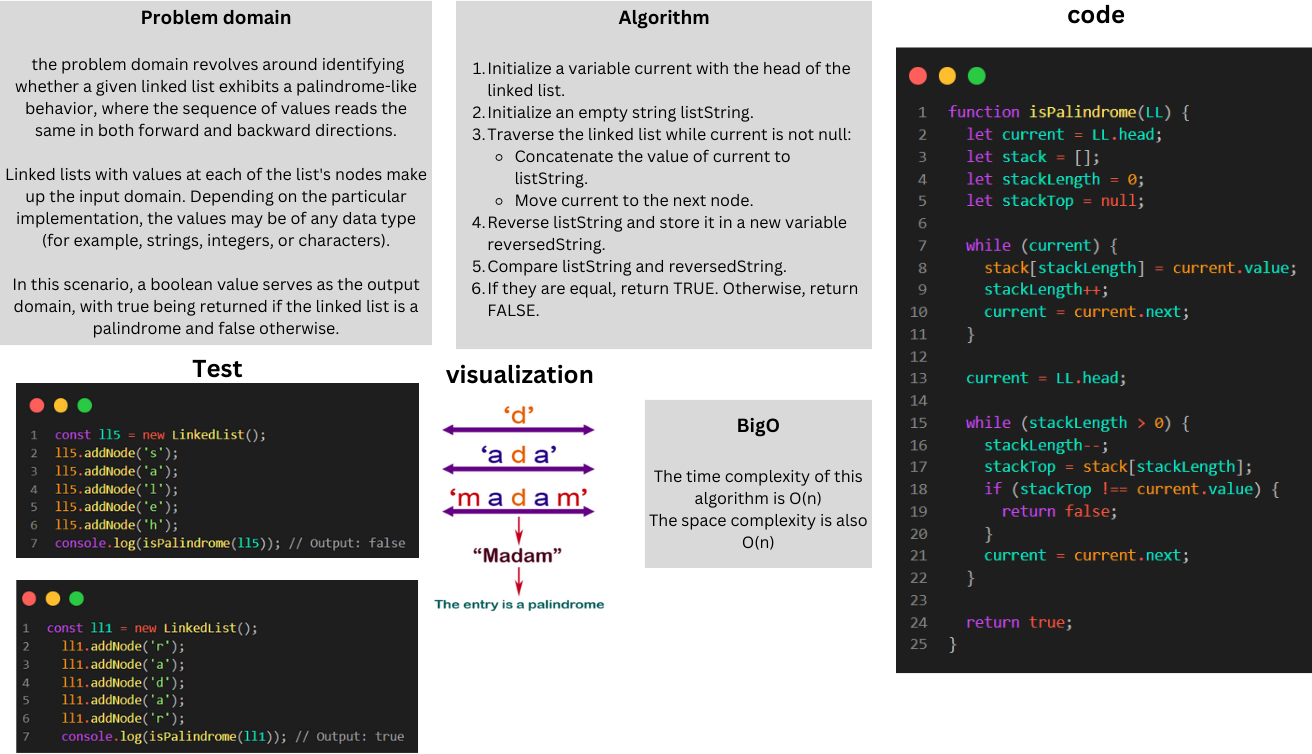 Problem domain
the problem domain revolves around identifying
whether a given linked list exhibits a palindrome-like
behavior, where the sequence of values reads the
same in both forward and backward directions.
Linked lists with values at each of the list's nodes make
up the input domain. Depending on the particular
implementation, the values may be of any data type
(for example, strings, integers, or characters).
In this scenario, a boolean value serves as the output
domain, with true being returned if the linked list is a
palindrome and false otherwise.
Algorithm
1. Initialize a variable current with the head of the
linked list.
2. Initialize an empty string listString.
3. Traverse the linked list while current is not null:
Concatenate the value of current to
listString.
Move current to the next node.
4. Reverse listString and store it in a new variable
reversedString.
5. Compare listString and reversedString.
6. If they are equal, return TRUE. Otherwise, return
FALSE.
code
1 function isPalindrome(LL) {
2 let current = LL.head;
3 let stack = [];
4 let stackLength = 0;
5 let stackTop = null;
6
7 while (current) {
8 stack[stackLength] = current.value;
9 stackLength++;
10 current = current.next;
11 }
12
13 current = LL.head;
14
15 while (stackLength > 0) {
16 stackLength--;
17 stackTop = stack[stackLength];
18 if (stackTop !== current.value) {
19 return false;
20 }
21 current = current.next;
22 }
23
24 return true;
25 }
Test
1 const ll5 = new LinkedList();
2 ll5.addNode('s');
3 ll5.addNode('a');
4 ll5.addNode('l');
5 ll5.addNode('e');
6 ll5.addNode('h');
7 console.log(isPalindrome(ll5)); // Output: false
1 const ll1 = new LinkedList();
2 ll1.addNode('r');
3 ll1.addNode('a');
4 ll1.addNode('d');
5 ll1.addNode('a');
6 ll1.addNode('r');
7 console.log(isPalindrome(ll1)); // Output: true
visualization
‘d’
‘a d a’
‘m a d a m’
“Madam”
The entry is a palindrome
BigO
The time complexity of this
algorithm is O(n)
The space complexity is also
O(n)